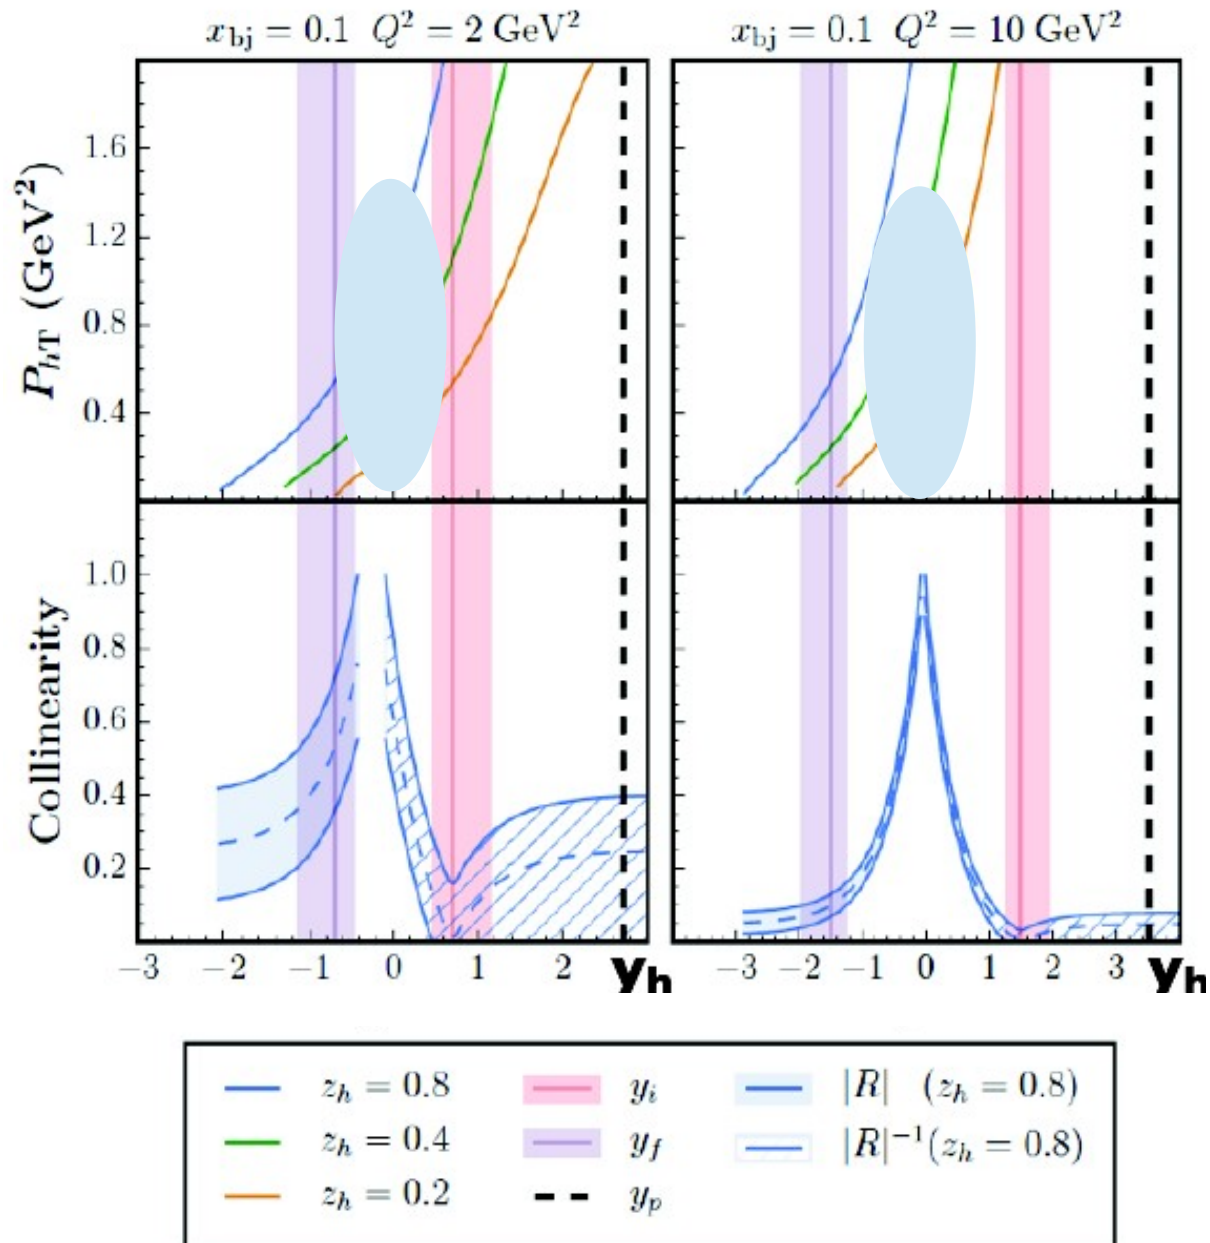 x_bj = 0.1 Q² = 2 GeV² x_bj = 0.1 Q² = 10 GeV²
P_hT (GeV²)
1.6
1.2
0.8
0.4
Collinearity
1.0
0.8
0.6
0.4
0.2
−3 −2 −1 0 1 2 y_h −3 −2 −1 0 1 2 3 y_h
z_h = 0.8 y_i |R| (z_h = 0.8)
z_h = 0.4 y_f |R|⁻¹(z_h = 0.8)
z_h = 0.2 y_p